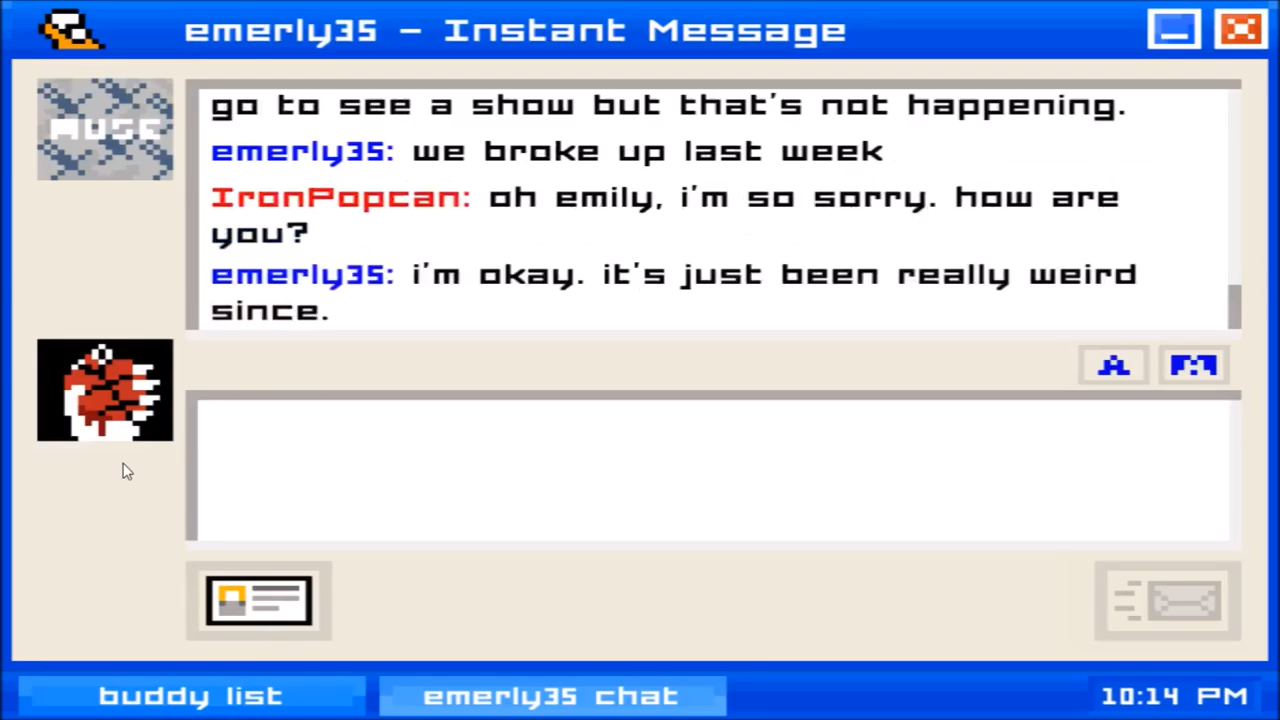 emerly35 - Instant Message
MUSE
go to see a show but that's not happening.
emerly35: we broke up last week
IronPopcan: oh emily, i'm so sorry. how are
you?
emerly35: i'm okay. it's just been really weird
since.
A
buddy list
emerly35 chat
10:14 PM